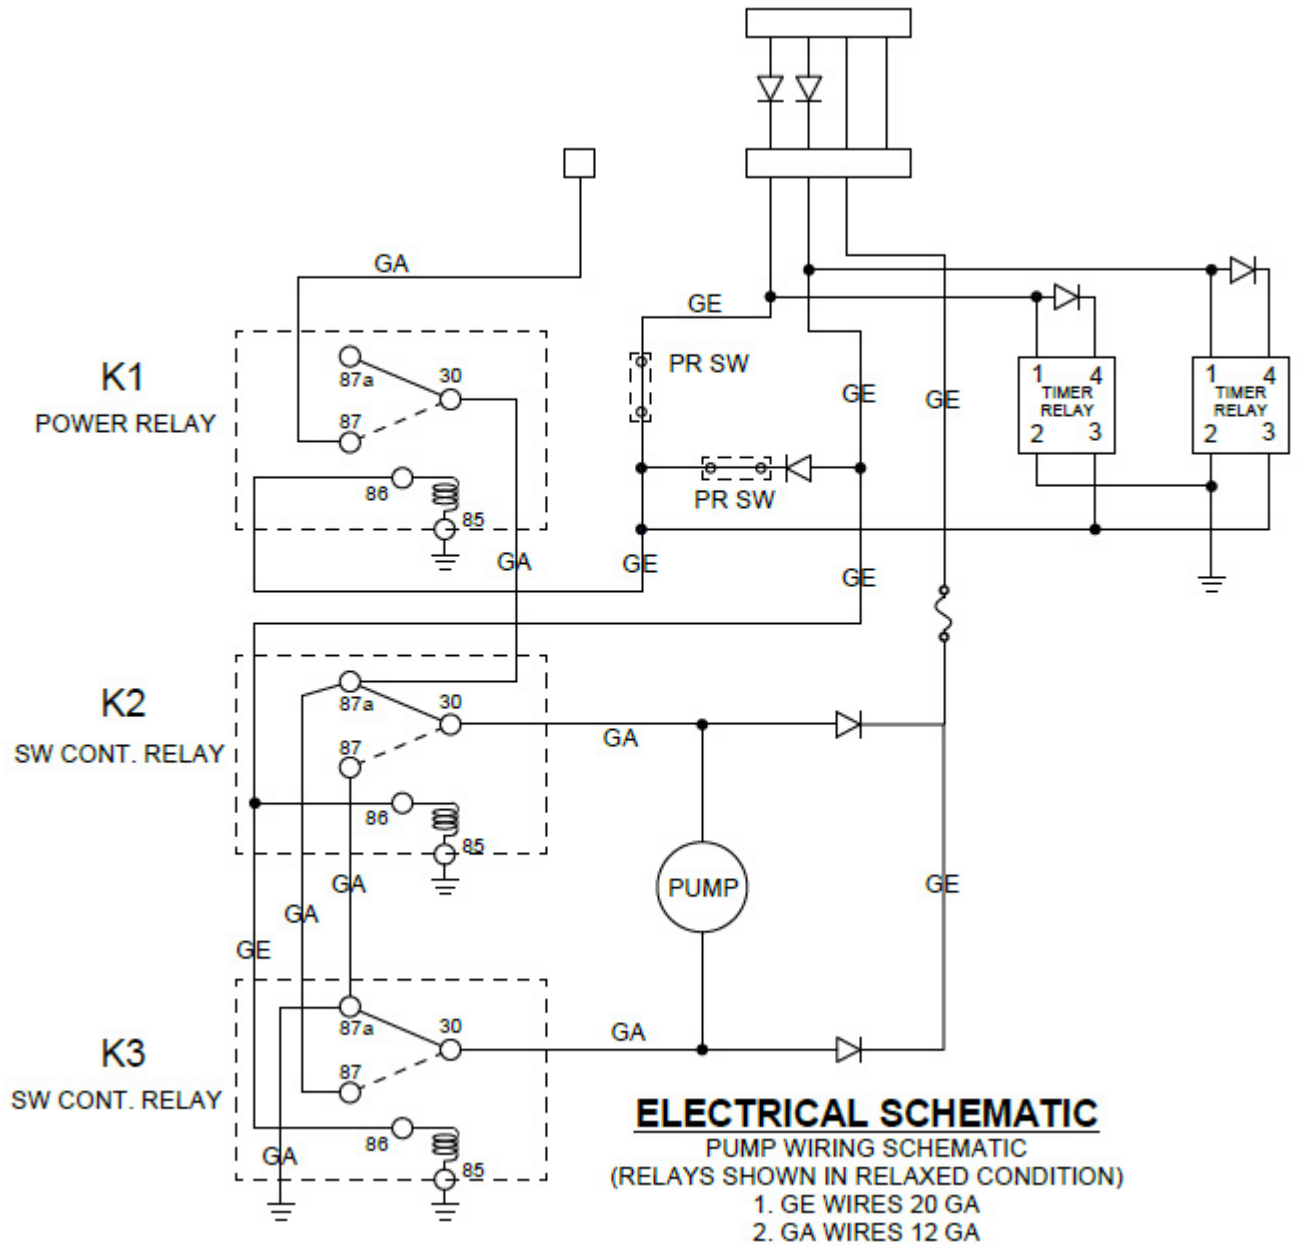 GA
GE
K1
POWER RELAY
87a
30
87
86
85
PR SW
GE
GE
1 4
TIMER
RELAY
2 3
1 4
TIMER
RELAY
2 3
PR SW
GA
GE
GE
K2
SW CONT. RELAY
87a
30
87
86
85
GA
PUMP
GE
GA
GA
GE
K3
SW CONT. RELAY
87a
30
87
86
85
GA
GA
ELECTRICAL SCHEMATIC
PUMP WIRING SCHEMATIC
(RELAYS SHOWN IN RELAXED CONDITION)
1. GE WIRES 20 GA
2. GA WIRES 12 GA